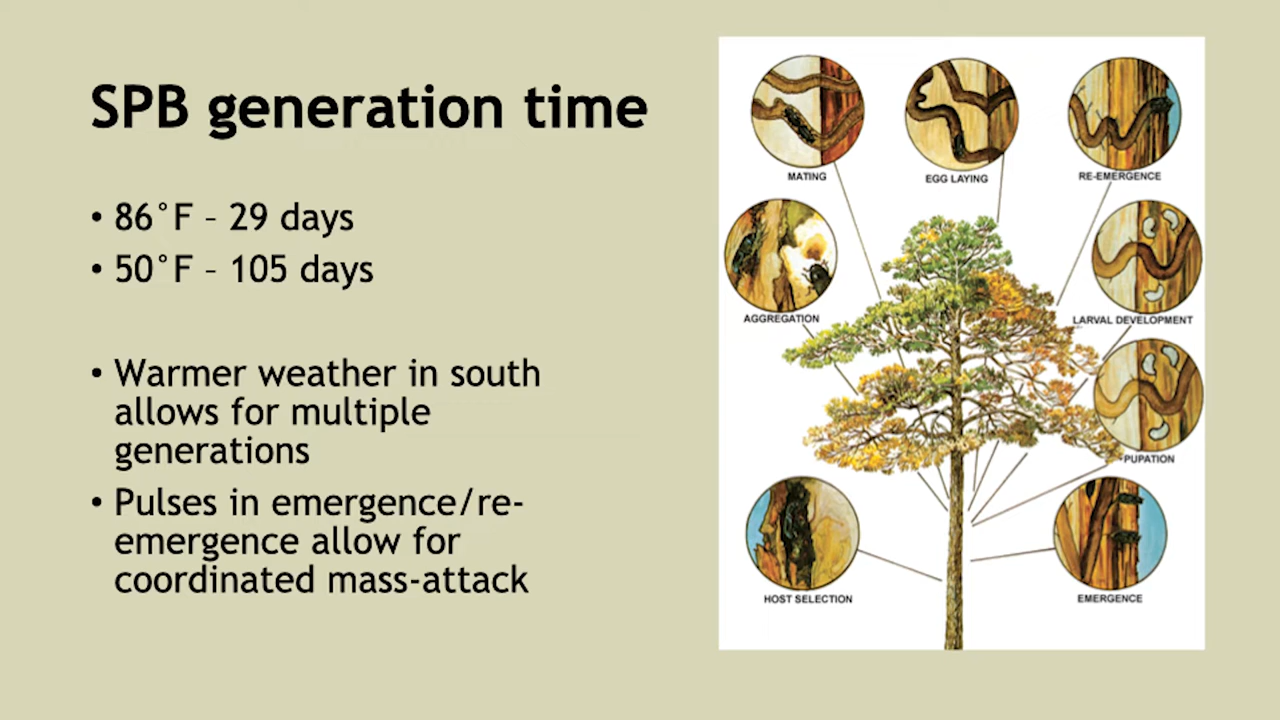 SPB generation time
• 86°F – 29 days
• 50°F – 105 days
• Warmer weather in south
allows for multiple
generations
• Pulses in emergence/re-
emergence allow for
coordinated mass-attack
MATING
EGG LAYING
RE-EMERGENCE
AGGREGATION
LARVAL DEVELOPMENT
PUPATION
HOST SELECTION
EMERGENCE